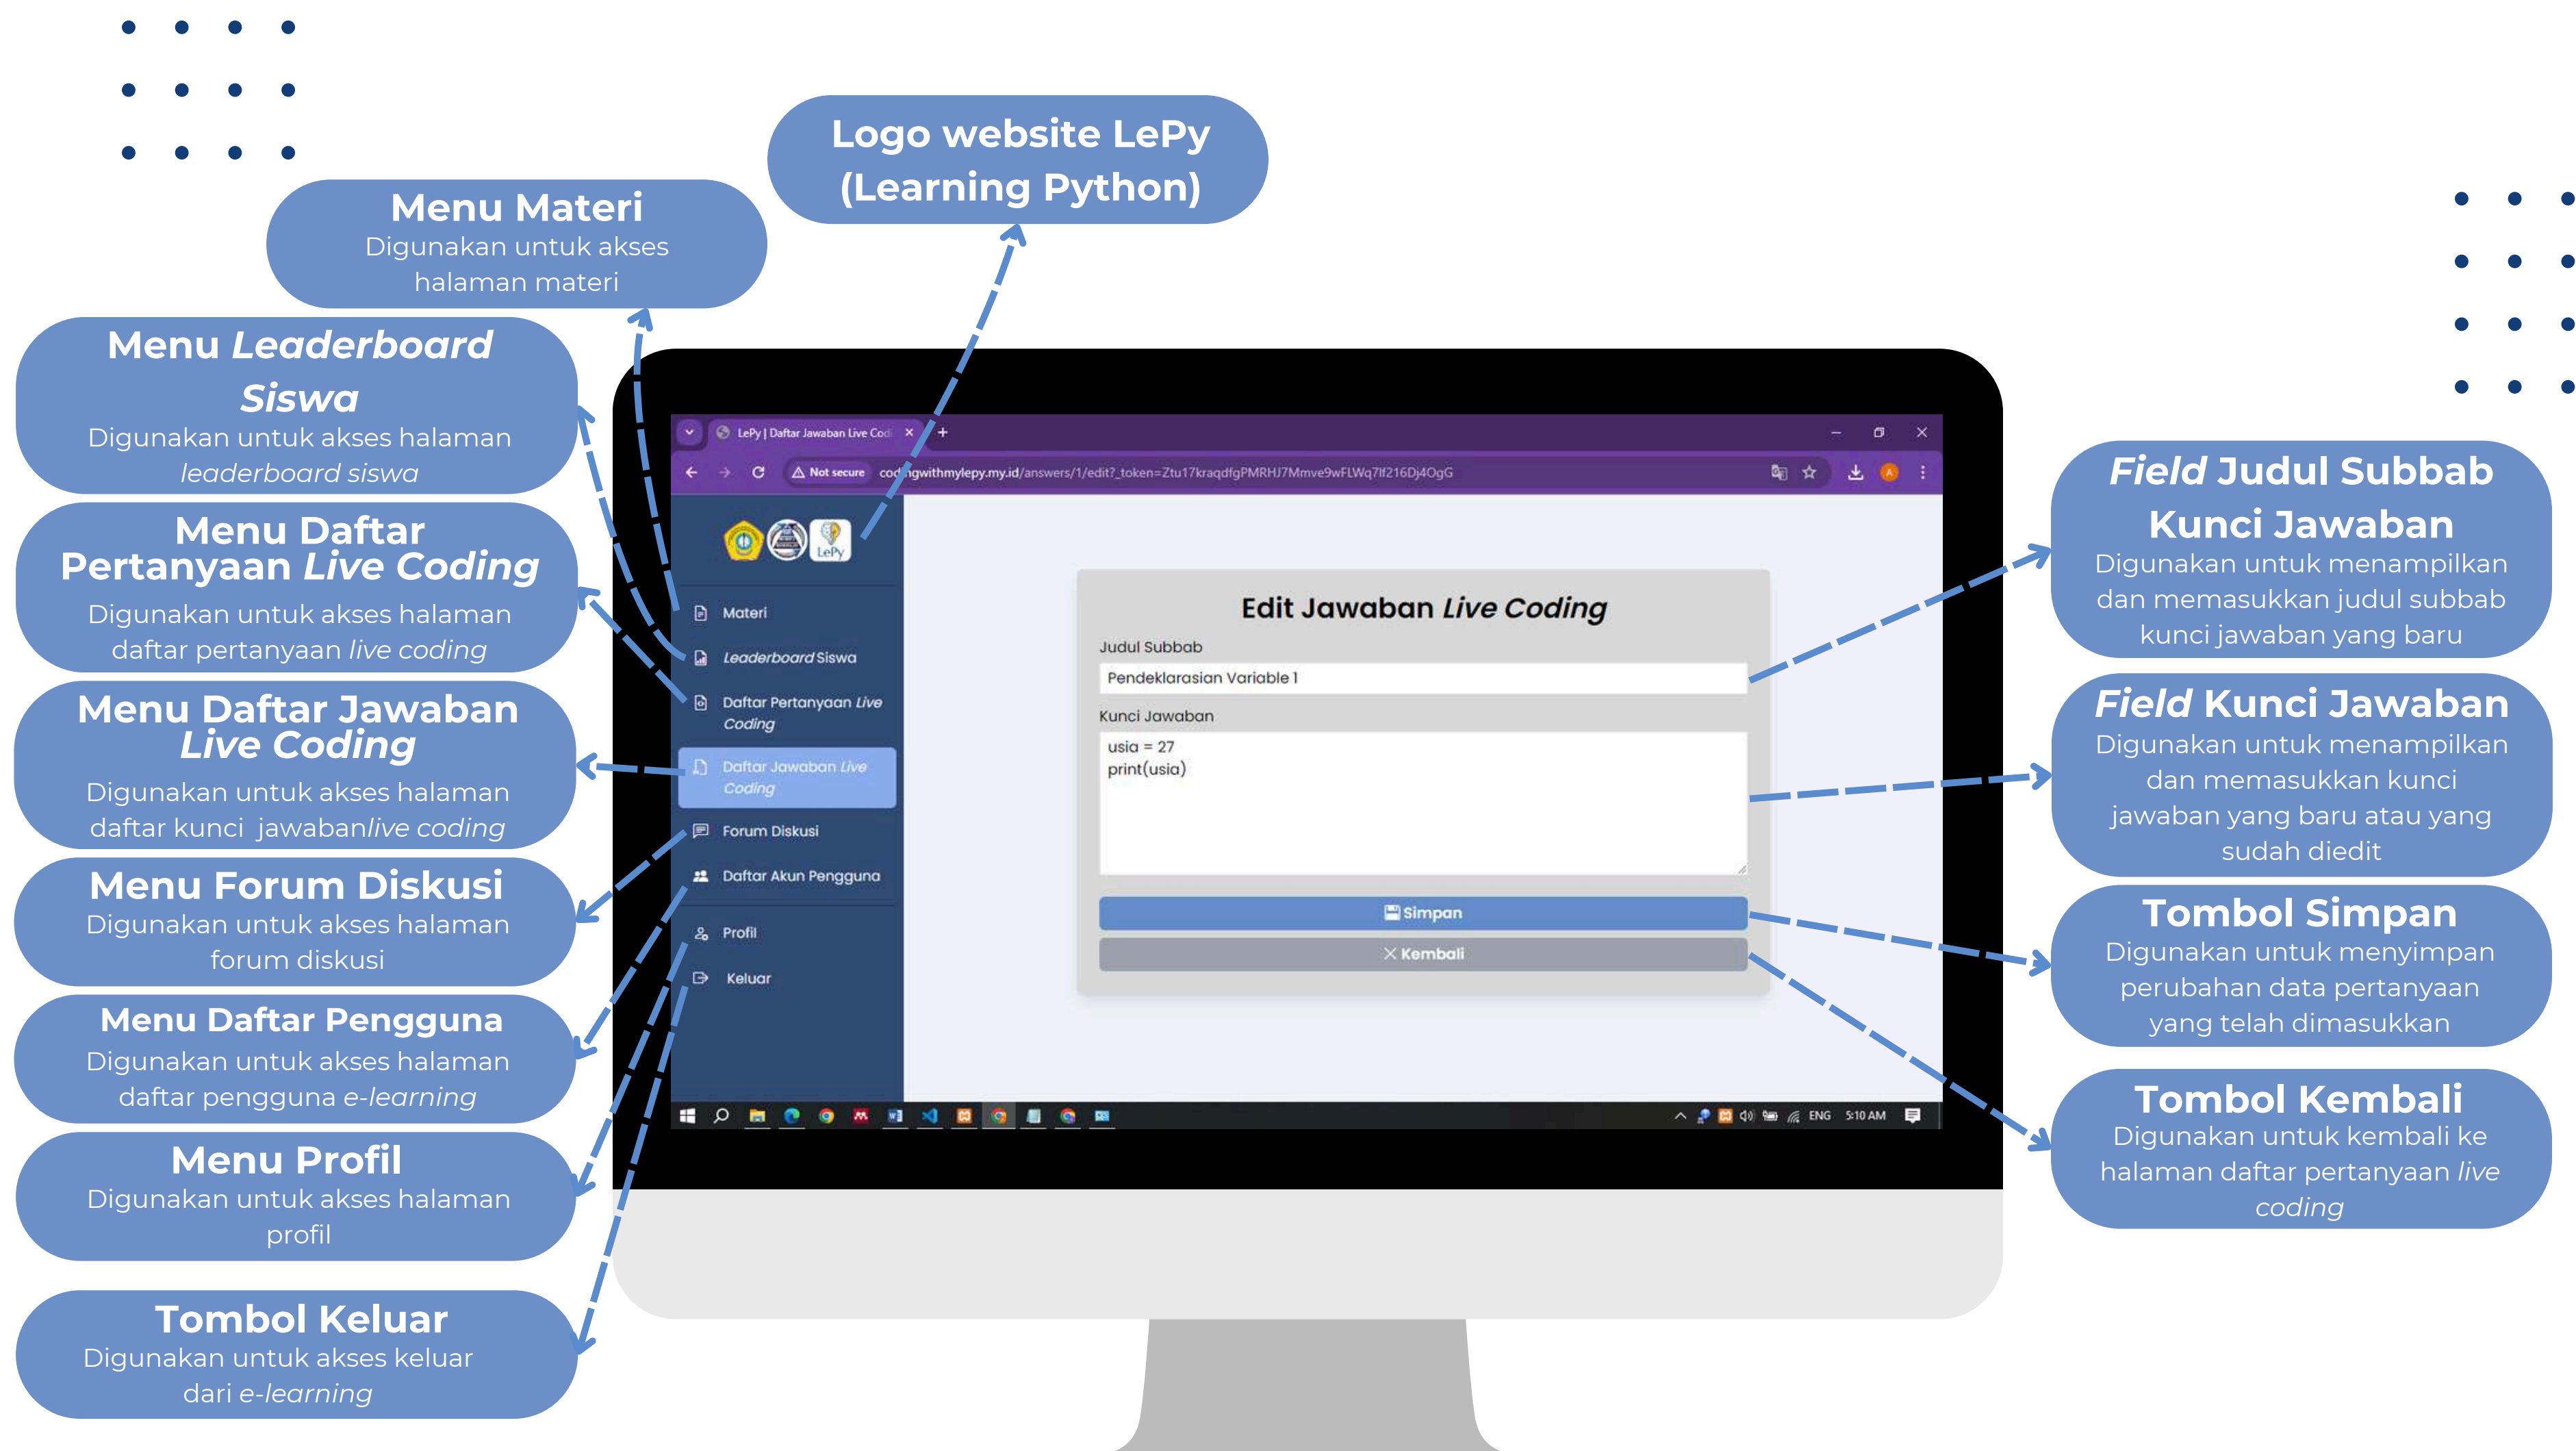 Logo website LePy
(Learning Python)
Menu Materi
Digunakan untuk akses
halaman materi
Menu Leaderboard
Siswa
Digunakan untuk akses halaman
leaderboard siswa
Menu Daftar
Pertanyaan Live Coding
Digunakan untuk akses halaman
daftar pertanyaan live coding
Menu Daftar Jawaban
Live Coding
Digunakan untuk akses halaman
daftar kunci jawabanlive coding
Menu Forum Diskusi
Digunakan untuk akses halaman
forum diskusi
Menu Daftar Pengguna
Digunakan untuk akses halaman
daftar pengguna e-learning
Menu Profil
Digunakan untuk akses halaman
profil
Tombol Keluar
Digunakan untuk akses keluar
dari e-learning
LePy | Daftar Jawaban Live Codi
Not secure
codingwithmylepy.my.id/answers/1/edit?_token=Ztu17kraqdfgPMRHJ7Mmve9wFLWq7lf216Dj4OgG
LePy
Materi
Leaderboard Siswa
Daftar Pertanyaan Live
Coding
Daftar Jawaban Live
Coding
Forum Diskusi
Daftar Akun Pengguna
Profil
Keluar
Edit Jawaban Live Coding
Judul Subbab
Pendeklarasian Variable 1
Kunci Jawaban
usia = 27
print(usia)
Simpan
Kembali
ENG
5:10 AM
Field Judul Subbab
Kunci Jawaban
Digunakan untuk menampilkan
dan memasukkan judul subbab
kunci jawaban yang baru
Field Kunci Jawaban
Digunakan untuk menampilkan
dan memasukkan kunci
jawaban yang baru atau yang
sudah diedit
Tombol Simpan
Digunakan untuk menyimpan
perubahan data pertanyaan
yang telah dimasukkan
Tombol Kembali
Digunakan untuk kembali ke
halaman daftar pertanyaan live
coding